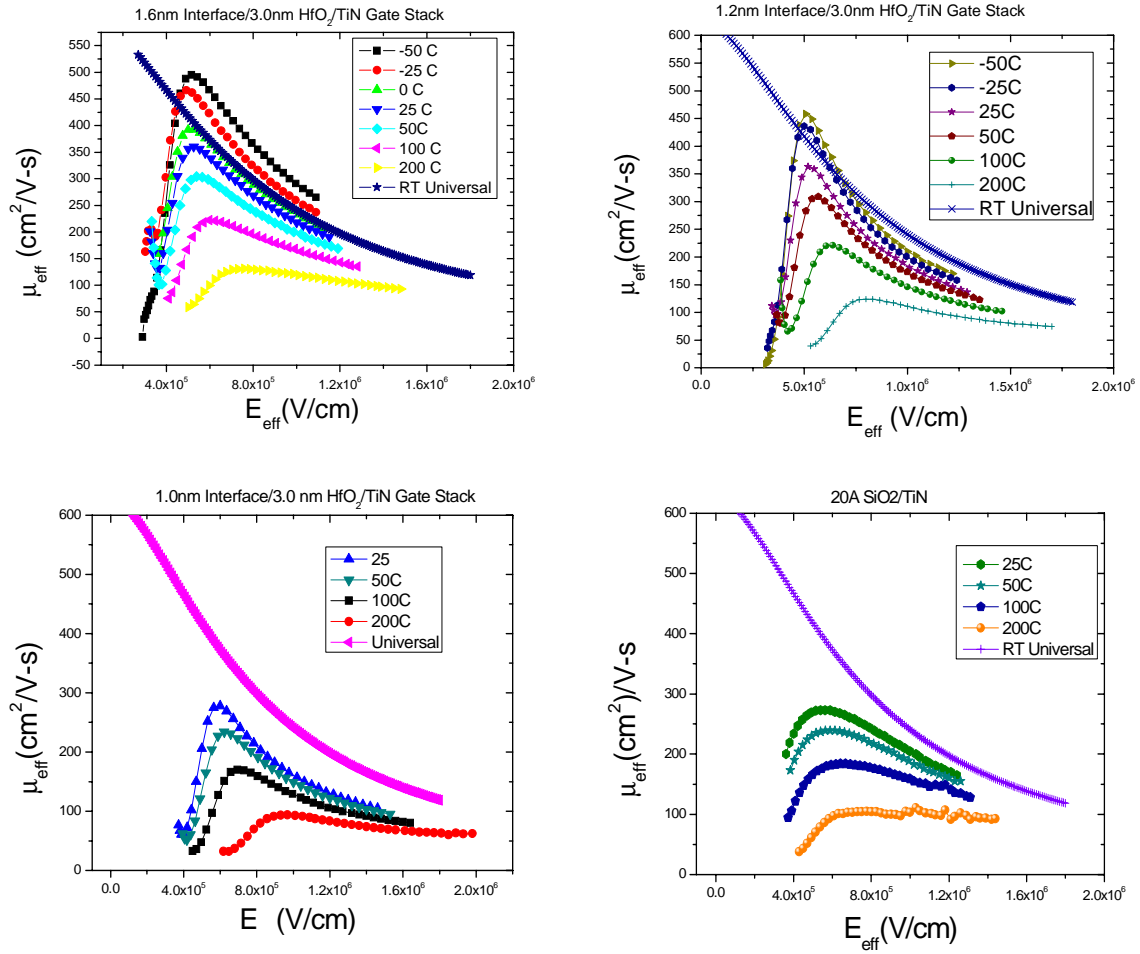 1.6nm Interface/3.0nm HfO2/TiN Gate Stack
550
500
450
400
350
300
250
200
150
100
50
0
-50
μeff (cm²/V-s)
-50 C
-25 C
0 C
25 C
50C
100 C
200 C
RT Universal
4.0x10⁵ 8.0x10⁵ 1.2x10⁶ 1.6x10⁶ 2.0x10⁶
Eeff(V/cm)
1.2nm Interface/3.0nm HfO2/TiN Gate Stack
600
550
500
450
400
350
300
250
200
150
100
50
0
μeff(cm²/V-s)
-50C
-25C
25C
50C
100C
200C
RT Universal
0.0 5.0x10⁵ 1.0x10⁶ 1.5x10⁶ 2.0x10⁶
Eeff (V/cm)
1.0nm Interface/3.0 nm HfO2/TiN Gate Stack
600
500
400
300
200
100
0
μeff(cm²/V-s)
25
50C
100C
200C
Universal
0.0 4.0x10⁵ 8.0x10⁵ 1.2x10⁶ 1.6x10⁶ 2.0x10⁶
E (V/cm)
20A SiO2/TiN
600
500
400
300
200
100
0
μeff(cm²)/V-s)
25C
50C
100C
200C
RT Universal
0.0 4.0x10⁵ 8.0x10⁵ 1.2x10⁶ 1.6x10⁶ 2.0x10⁶
Eeff(V/cm)